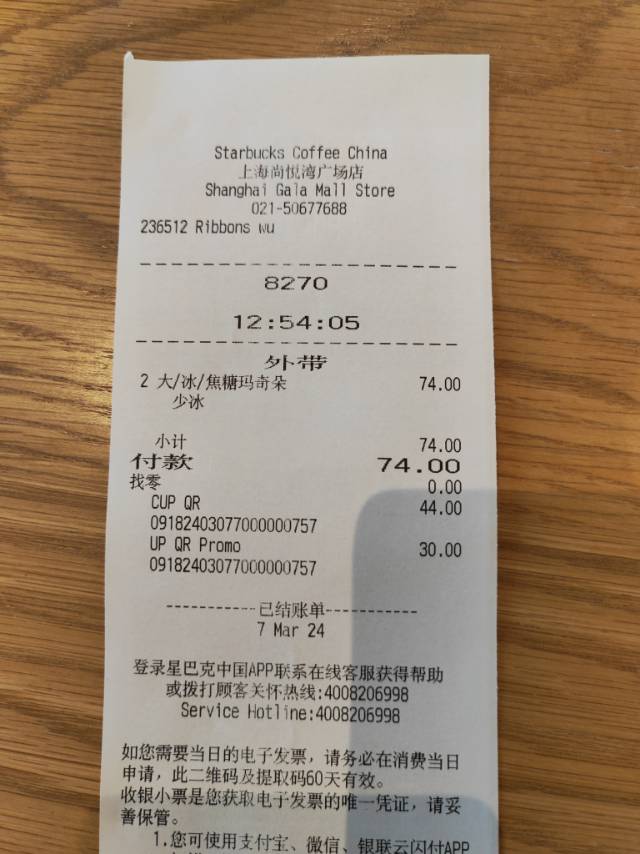 Starbucks Coffee China
上海尚悦湾广场店
Shanghai Gala Mall Store
021-50677688
236512 Ribbons wu
8270
12:54:05
外带
2 大/冰/焦糖玛奇朵 74.00
少冰
小计 74.00
付款 74.00
找零 0.00
CUP QR 44.00
09182403077000000757
UP QR Promo 30.00
09182403077000000757
----------已结账单----------
7 Mar 24
登录星巴克中国APP联系在线客服获得帮助
或拨打顾客关怀热线:4008206998
Service Hotline:4008206998
如您需要当日的电子发票，请务必在消费当日
申请，此二维码及提取码60天有效。
收银小票是您获取电子发票的唯一凭证，请妥
善保管。
1.您可使用支付宝、微信、银联云闪付APP